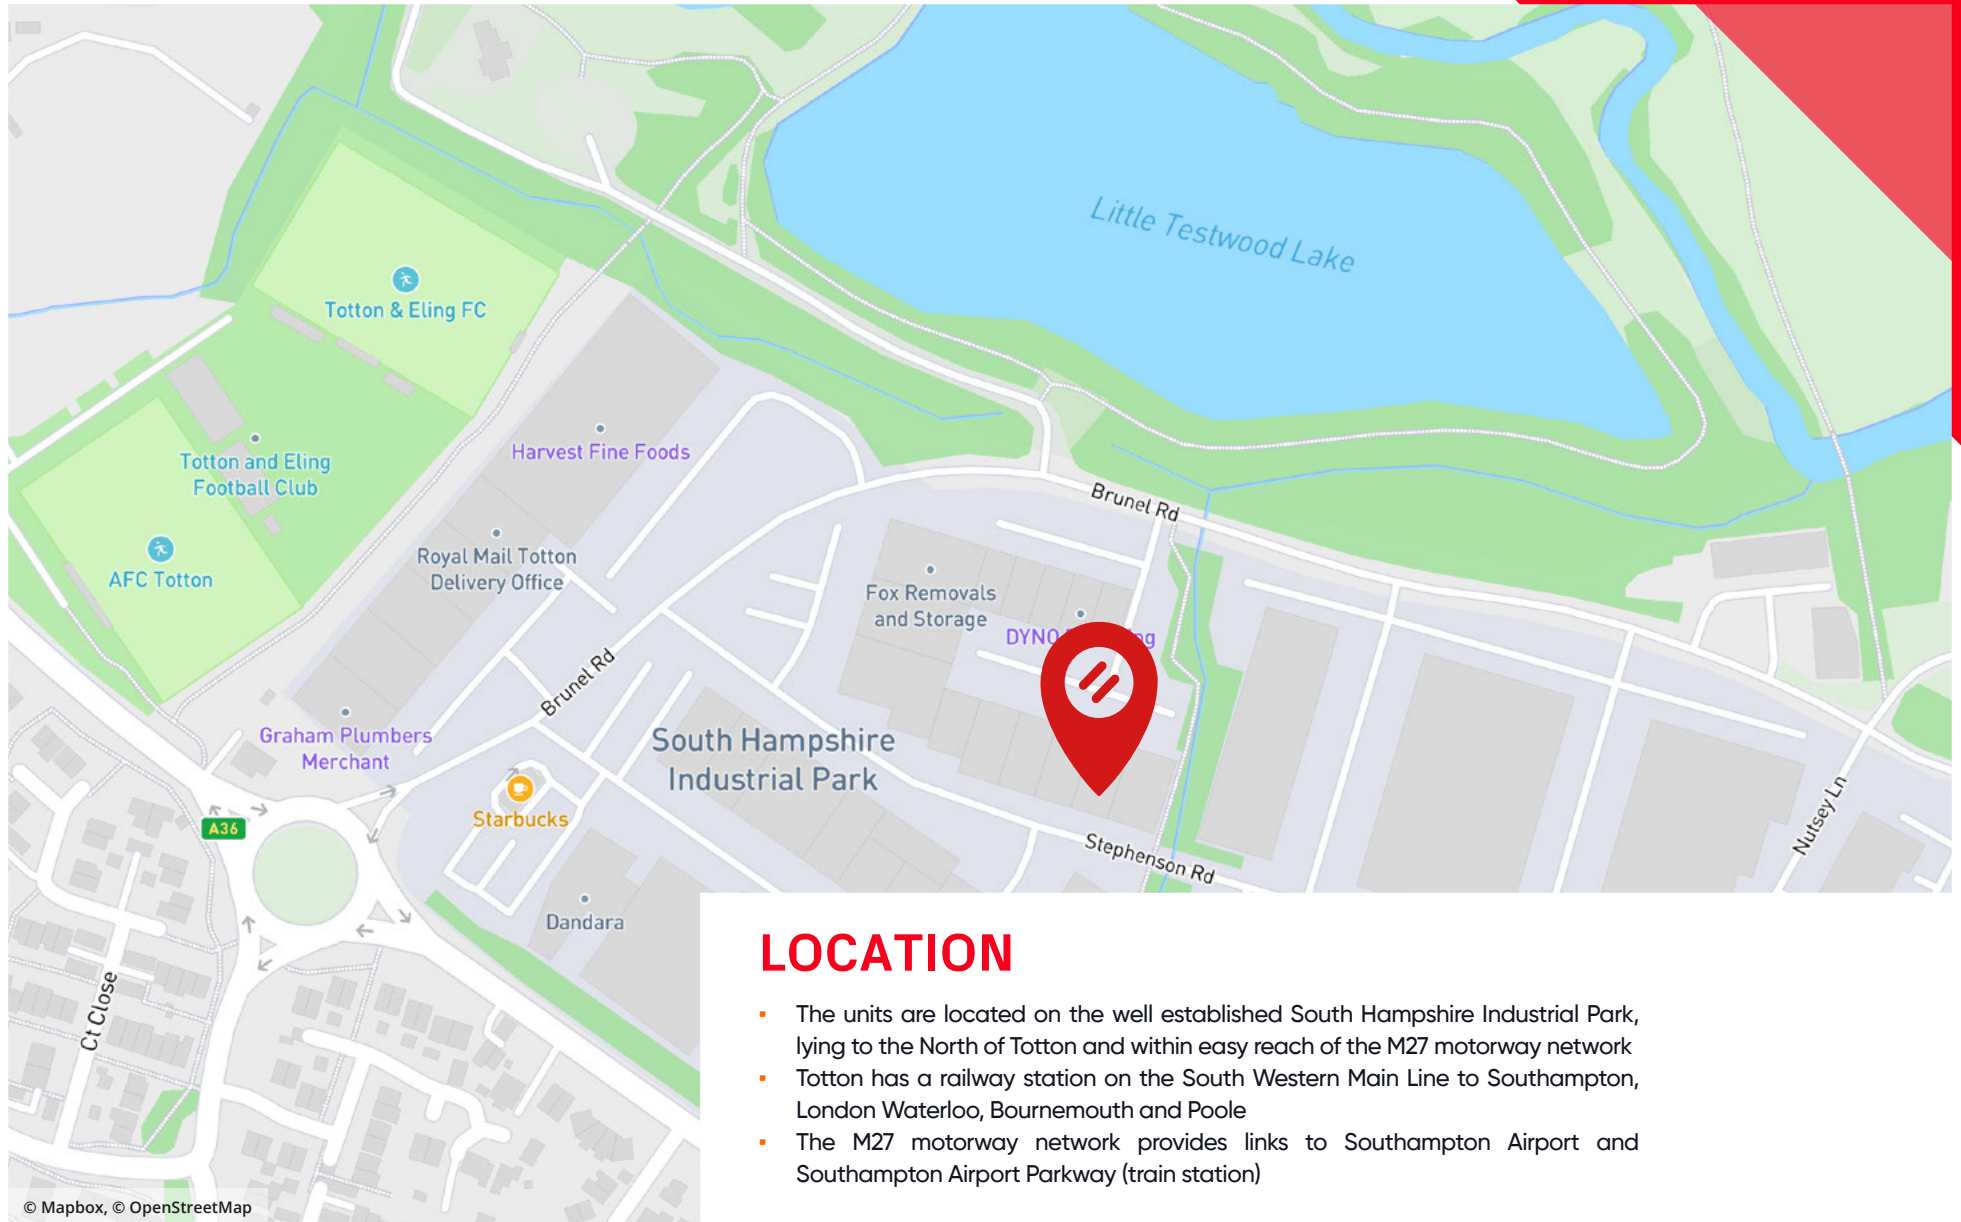 Little Testwood Lake
Totton & Eling FC
Harvest Fine Foods
Totton and Eling
Football Club
Brunel Rd
Royal Mail Totton
Delivery Office
AFC Totton
Fox Removals
and Storage
DYNO
ng
Brunel Rd
Graham Plumbers
Merchant
South Hampshire
Industrial Park
Starbucks
A36
Nutsey Ln
Stephenson Rd
Dandara
Ct Close
LOCATION
▪ The units are located on the well established South Hampshire Industrial Park,
lying to the North of Totton and within easy reach of the M27 motorway network
▪ Totton has a railway station on the South Western Main Line to Southampton,
London Waterloo, Bournemouth and Poole
▪ The M27 motorway network provides links to Southampton Airport and
Southampton Airport Parkway (train station)
© Mapbox, © OpenStreetMap